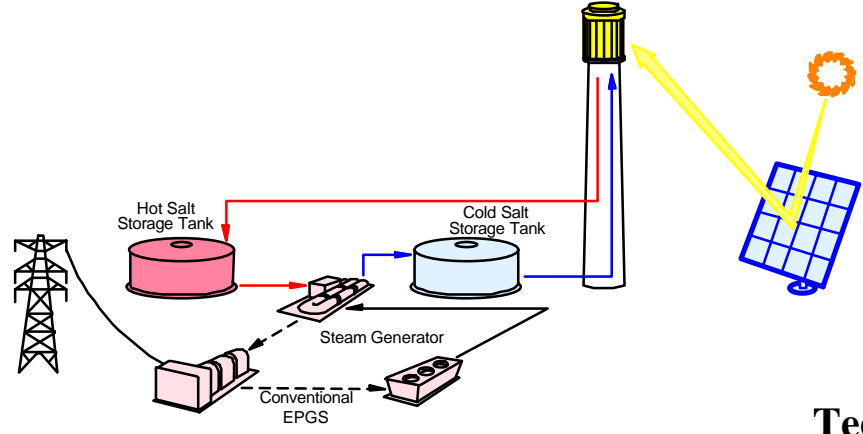 Hot Salt
Storage Tank
Cold Salt
Storage Tank
Steam Generator
Conventional
EPGS